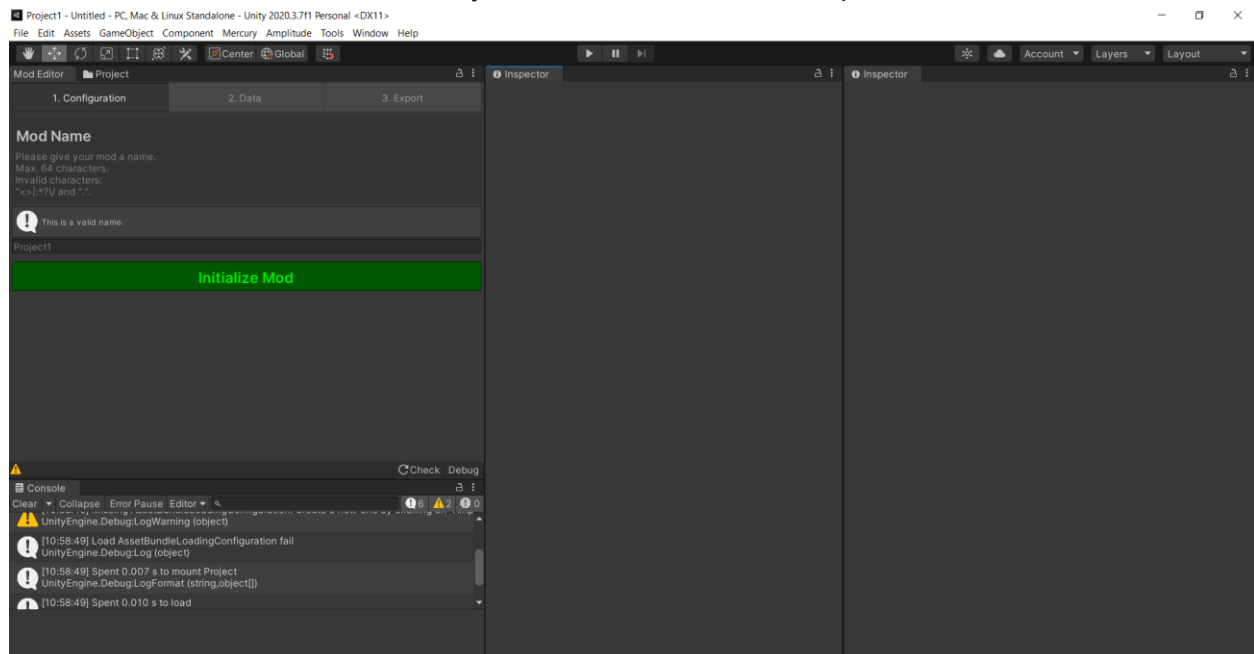 Project1 - Untitled - PC, Mac & Linux Standalone - Unity 2020.3.7f1 Personal <DX11>
File Edit Assets GameObject Component Mercury Amplitude Tools Window Help
Center Global Account Layers Layout
Mod Editor Project Inspector Inspector
1. Configuration 2. Data 3. Export
Mod Name
Please give your mod a name.
Max. 64 characters.
Invalid characters:
"<>|:*?\/ and ".".
This is a valid name.
Project1
Initialize Mod
Check Debug
Console
Clear Collapse Error Pause Editor 6 2 0
UnityEngine.Debug:LogWarning (object)
[10:58:49] Load AssetBundleLoadingConfiguration fail
UnityEngine.Debug:Log (object)
[10:58:49] Spent 0.007 s to mount Project
UnityEngine.Debug:LogFormat (string,object[])
[10:58:49] Spent 0.010 s to load